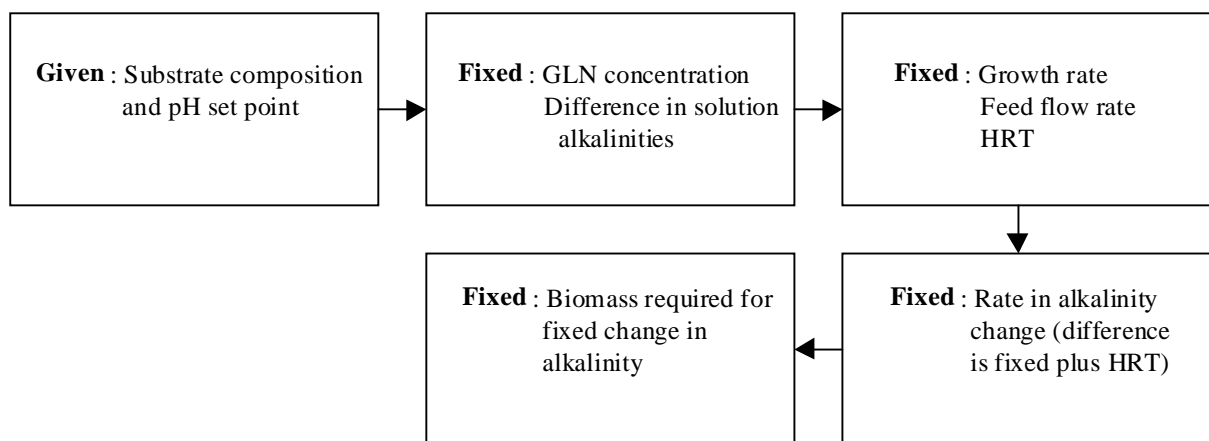 Given : Substrate composition
and pH set point
Fixed : GLN concentration
Difference in solution
alkalinities
Fixed : Growth rate
Feed flow rate
HRT
Fixed : Rate in alkalinity
change (difference
is fixed plus HRT)
Fixed : Biomass required for
fixed change in
alkalinity